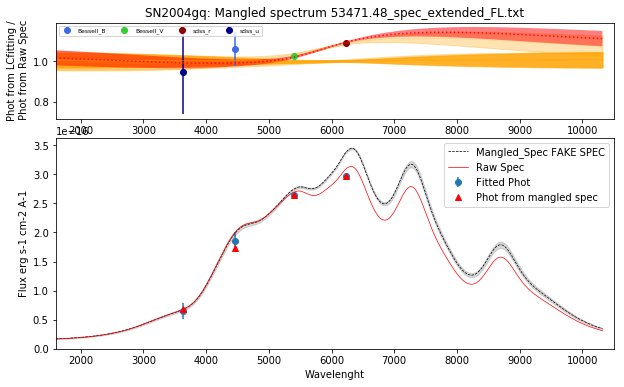 SN2004gq: Mangled spectrum 53471.48_spec_extended_FL.txt
Phot from LCfitting /
Phot from Raw Spec
Bessell_B Bessell_V sdss_r sdss_u
1.0
0.8
2000 3000 4000 5000 6000 7000 8000 9000 10000
1e−16
Flux erg s-1 cm-2 A-1
3.5
3.0
2.5
2.0
1.5
1.0
0.5
0.0
Mangled_Spec FAKE SPEC
Raw Spec
Fitted Phot
Phot from mangled spec
2000 3000 4000 5000 6000 7000 8000 9000 10000
Wavelenght